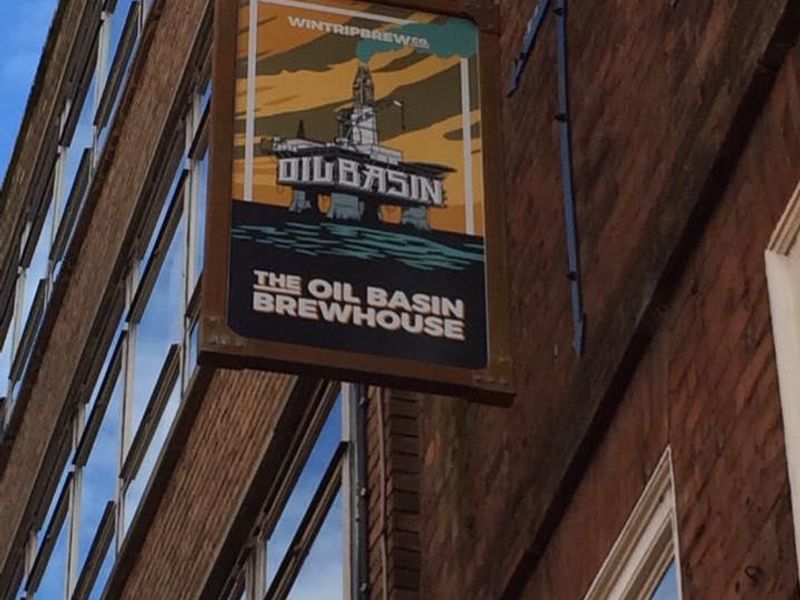 WINTRIPBREWCO.
OIL BASIN
THE OIL BASIN
BREWHOUSE